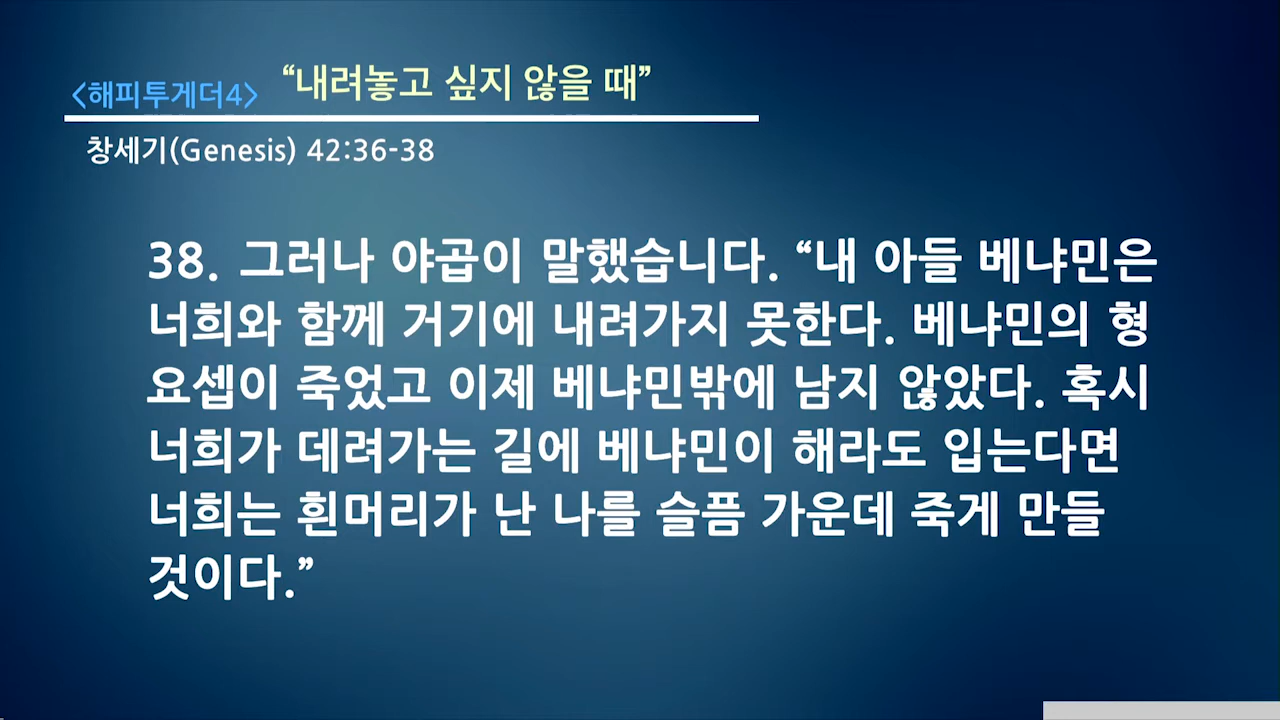 <해피투게더4> “내려놓고 싶지 않을 때”
창세기(Genesis) 42:36-38
38. 그러나 야곱이 말했습니다. “내 아들 베냐민은
너희와 함께 거기에 내려가지 못한다. 베냐민의 형
요셉이 죽었고 이제 베냐민밖에 남지 않았다. 혹시
너희가 데려가는 길에 베냐민이 해라도 입는다면
너희는 흰머리가 난 나를 슬픔 가운데 죽게 만들
것이다.”